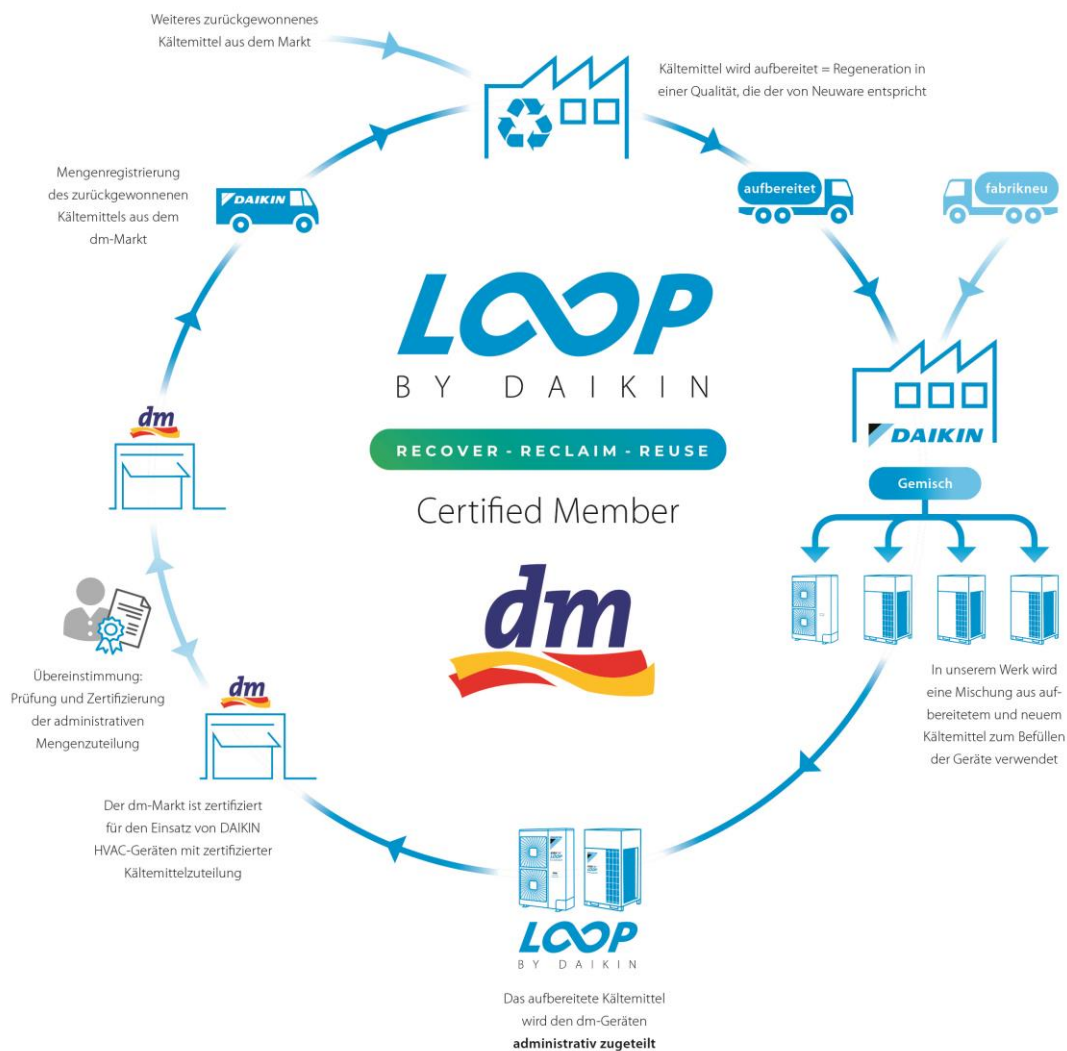 Weiteres zurückgewonnenes
Kältemittel aus dem Markt
Kältemittel wird aufbereitet = Regeneration in
einer Qualität, die der von Neuware entspricht
Mengenregistrierung
des zurückgewonnenen
Kältemittels aus dem
dm-Markt
DAIKIN
aufbereitet
fabrikneu
LOOP
BY DAIKIN
RECOVER - RECLAIM - REUSE
Certified Member
dm
DAIKIN
Gemisch
In unserem Werk wird
eine Mischung aus auf-
bereitetem und neuem
Kältemittel zum Befüllen
der Geräte verwendet
dm
Übereinstimmung:
Prüfung und Zertifizierung
der administrativen
Mengenzuteilung
dm
Der dm-Markt ist zertifiziert
für den Einsatz von DAIKIN
HVAC-Geräten mit zertifizierter
Kältemittelzuteilung
LOOP
LOOP
LOOP
BY DAIKIN
Das aufbereitete Kältemittel
wird den dm-Geräten
administrativ zugeteilt